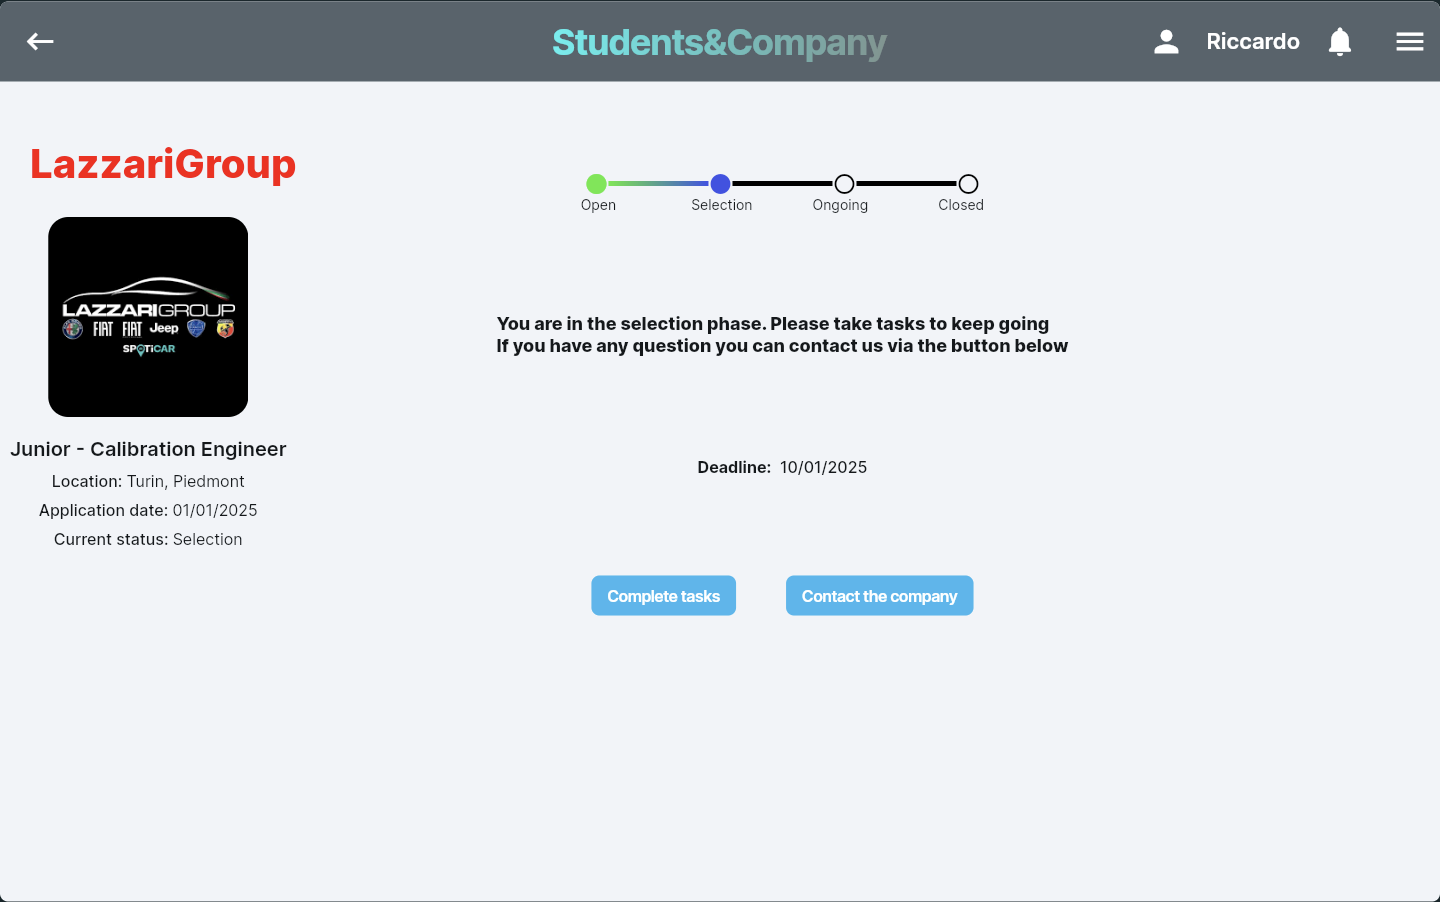 Students&Company
Riccardo
LazzariGroup
LAZZARIGROUP
FIAT FIAT Jeep
SPOTiCAR
Junior - Calibration Engineer
Location: Turin, Piedmont
Application date: 01/01/2025
Current status: Selection
Open Selection Ongoing Closed
You are in the selection phase. Please take tasks to keep going
If you have any question you can contact us via the button below
Deadline: 10/01/2025
Complete tasks Contact the company